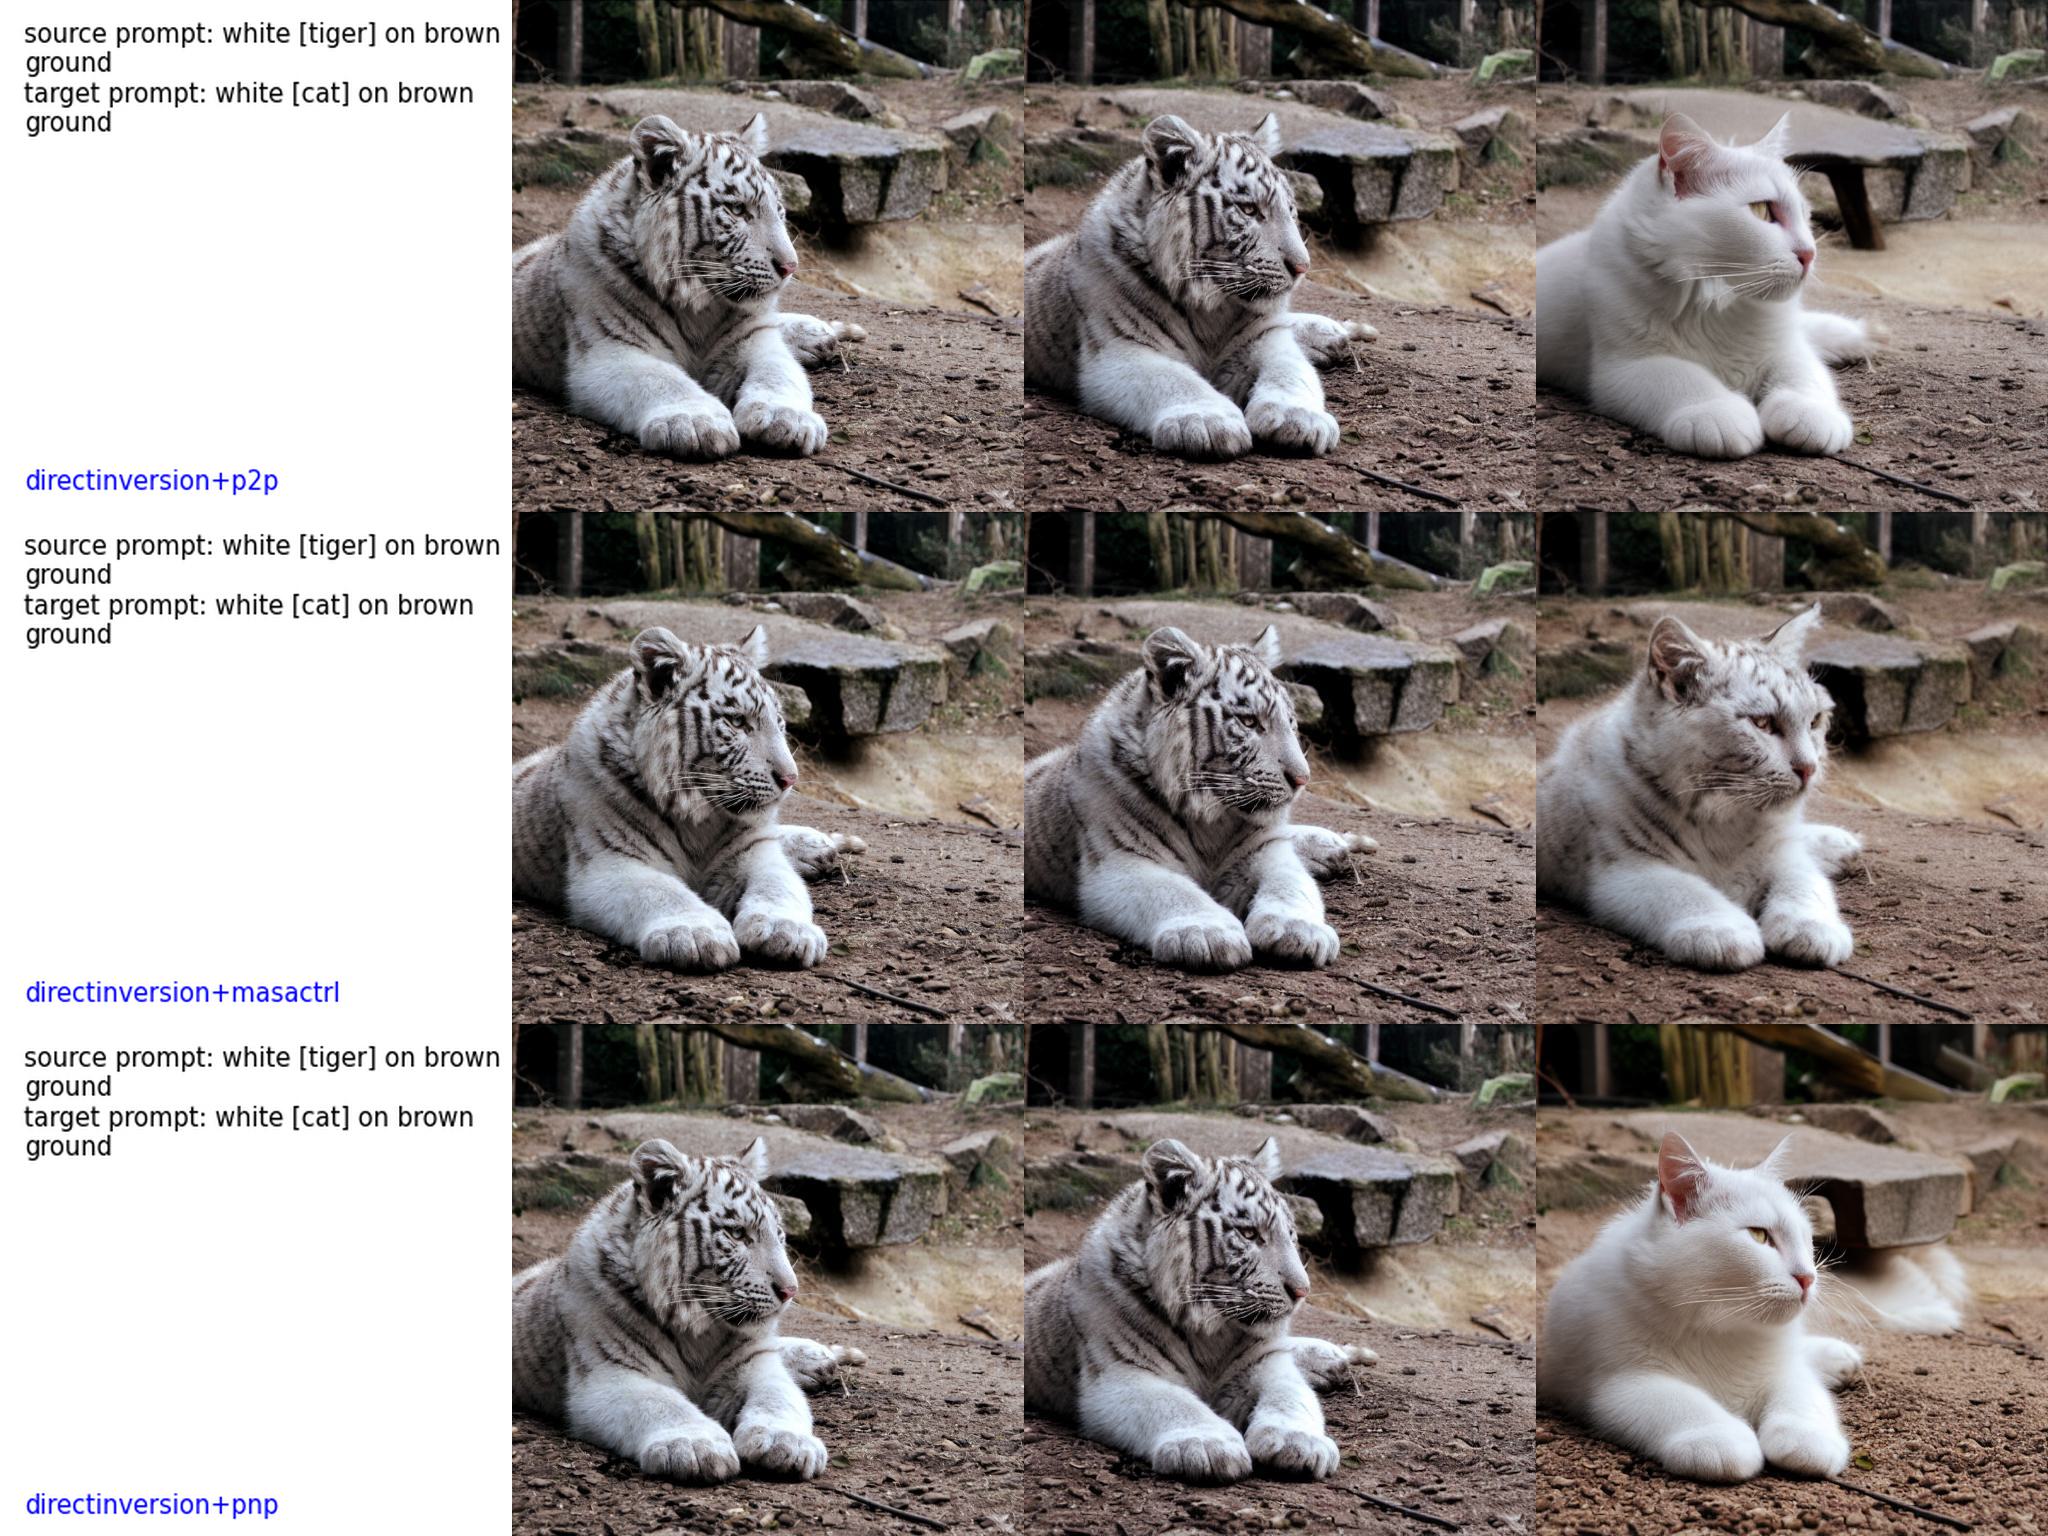 source prompt: white [tiger] on brown
ground
target prompt: white [cat] on brown
ground
directinversion+p2p
source prompt: white [tiger] on brown
ground
target prompt: white [cat] on brown
ground
directinversion+masactrl
source prompt: white [tiger] on brown
ground
target prompt: white [cat] on brown
ground
directinversion+pnp